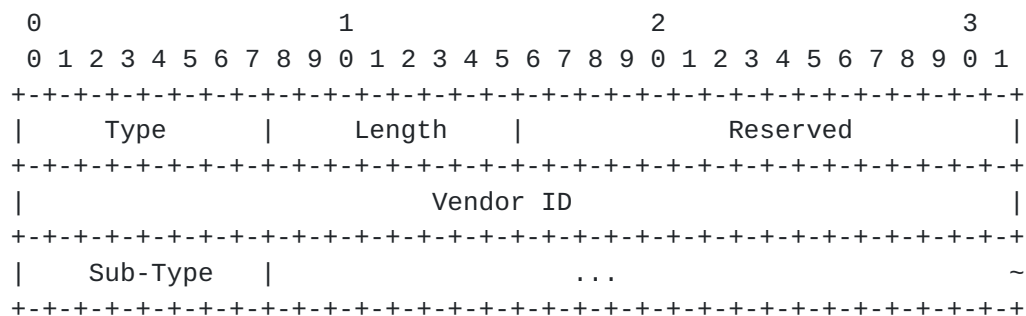 0                   1                   2                   3
 0 1 2 3 4 5 6 7 8 9 0 1 2 3 4 5 6 7 8 9 0 1 2 3 4 5 6 7 8 9 0 1
+-+-+-+-+-+-+-+-+-+-+-+-+-+-+-+-+-+-+-+-+-+-+-+-+-+-+-+-+-+-+-+-+
|     Type      |     Length    |             Reserved          |
+-+-+-+-+-+-+-+-+-+-+-+-+-+-+-+-+-+-+-+-+-+-+-+-+-+-+-+-+-+-+-+-+
|                          Vendor ID                            |
+-+-+-+-+-+-+-+-+-+-+-+-+-+-+-+-+-+-+-+-+-+-+-+-+-+-+-+-+-+-+-+-+
|    Sub-Type   |                   ...                         ~
+-+-+-+-+-+-+-+-+-+-+-+-+-+-+-+-+-+-+-+-+-+-+-+-+-+-+-+-+-+-+-+-+